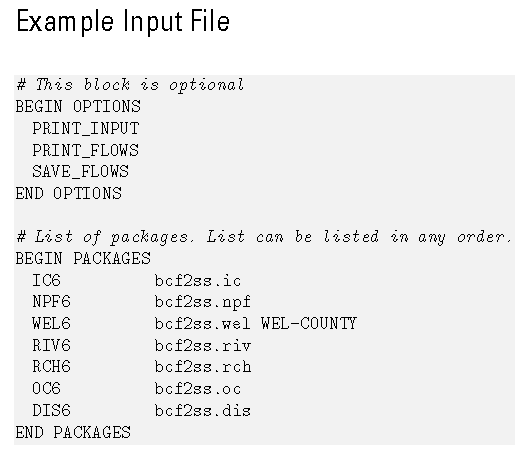 Example Input File
# This block is optional
BEGIN OPTIONS
  PRINT_INPUT
  PRINT_FLOWS
  SAVE_FLOWS
END OPTIONS

# List of packages. List can be listed in any order.
BEGIN PACKAGES
  IC6           bcf2ss.ic
  NPF6          bcf2ss.npf
  WEL6          bcf2ss.wel WEL-COUNTY
  RIV6          bcf2ss.riv
  RCH6          bcf2ss.rch
  OC6           bcf2ss.oc
  DIS6          bcf2ss.dis
END PACKAGES